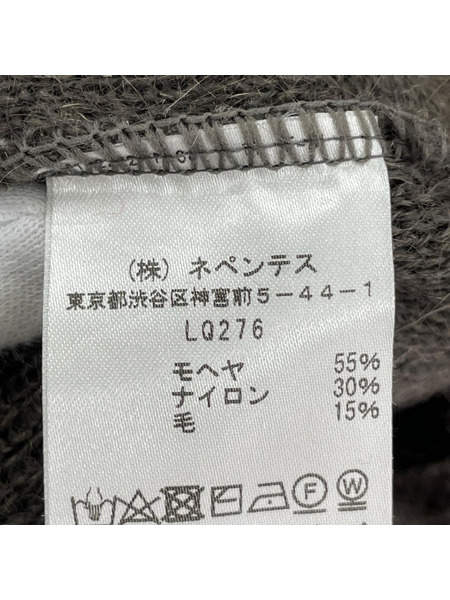 (株) ネペンテス
東京都渋谷区神宮前5-44-1
LQ276
モヘヤ 55%
ナイロン 30%
毛 15%
F W